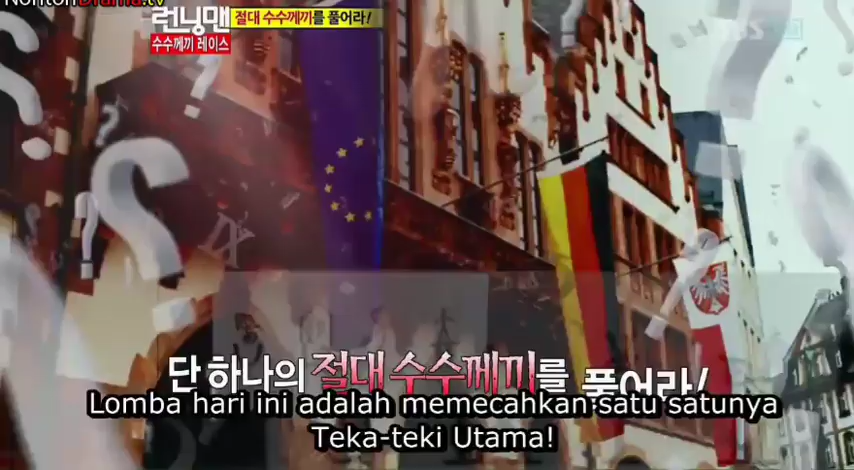 NontonDrama.tv
런닝맨
절대 수수께끼를 풀어라!
수수께끼 레이스
SBS
단 하나의 절대 수수께끼를 풀어라!
Lomba hari ini adalah memecahkan satu satunya
Teka-teki Utama!